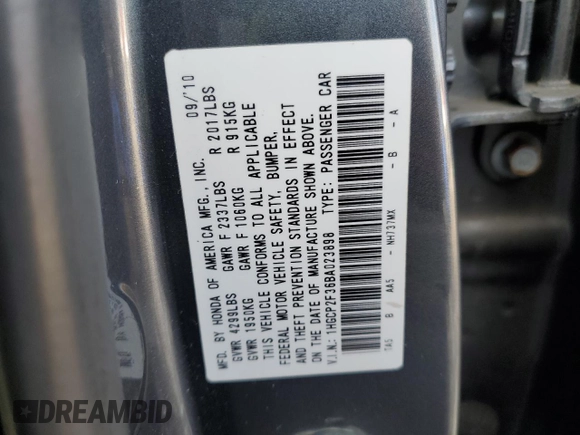 MFD. BY HONDA OF AMERICA MFG., INC. 09/'10
GVWR 4299LBS GAWR F 2337LBS R 2017LBS
GVWR 1950KG GAWR F 1060KG R 915KG
THIS VEHICLE CONFORMS TO ALL APPLICABLE
FEDERAL MOTOR VEHICLE SAFETY, BUMPER,
AND THEFT PREVENTION STANDARDS IN EFFECT
ON THE DATE OF MANUFACTURE SHOWN ABOVE.
V.I.N.: 1HGCP2F36BA023898 TYPE: PASSENGER CAR
TA5 B / AA5 - NH737MX - B - A
DREAMBID